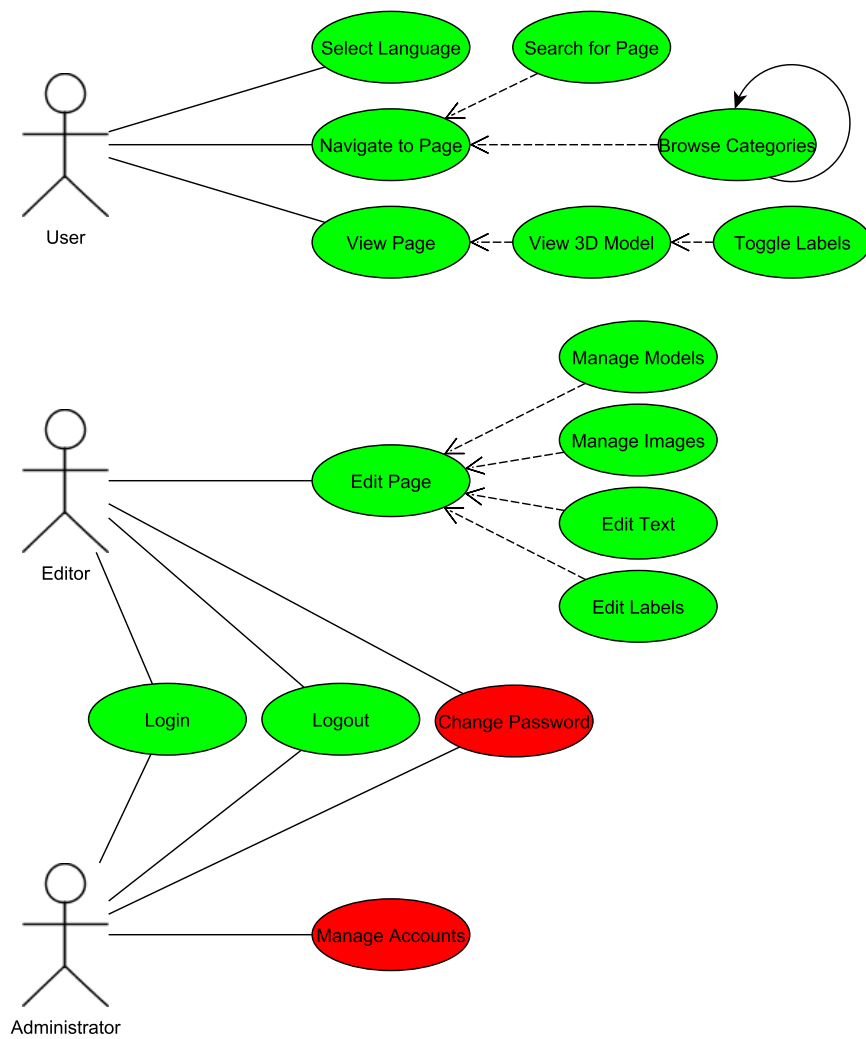 Select Language
Search for Page
Navigate to Page
Browse Categories
User
View Page
View 3D Model
Toggle Labels
Manage Models
Manage Images
Edit Page
Edit Text
Editor
Edit Labels
Login
Logout
Change Password
Manage Accounts
Administrator